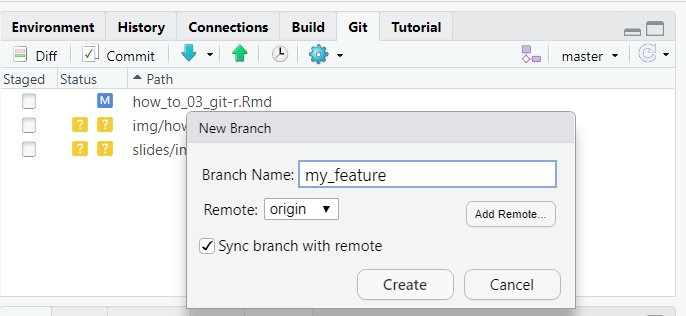 Environment History Connections Build Git Tutorial
Diff Commit master
Staged Status Path
M how_to_03_git-r.Rmd
? ? img/how
? ? slides/im
New Branch
Branch Name: my_feature
Remote: origin Add Remote...
Sync branch with remote
Create Cancel